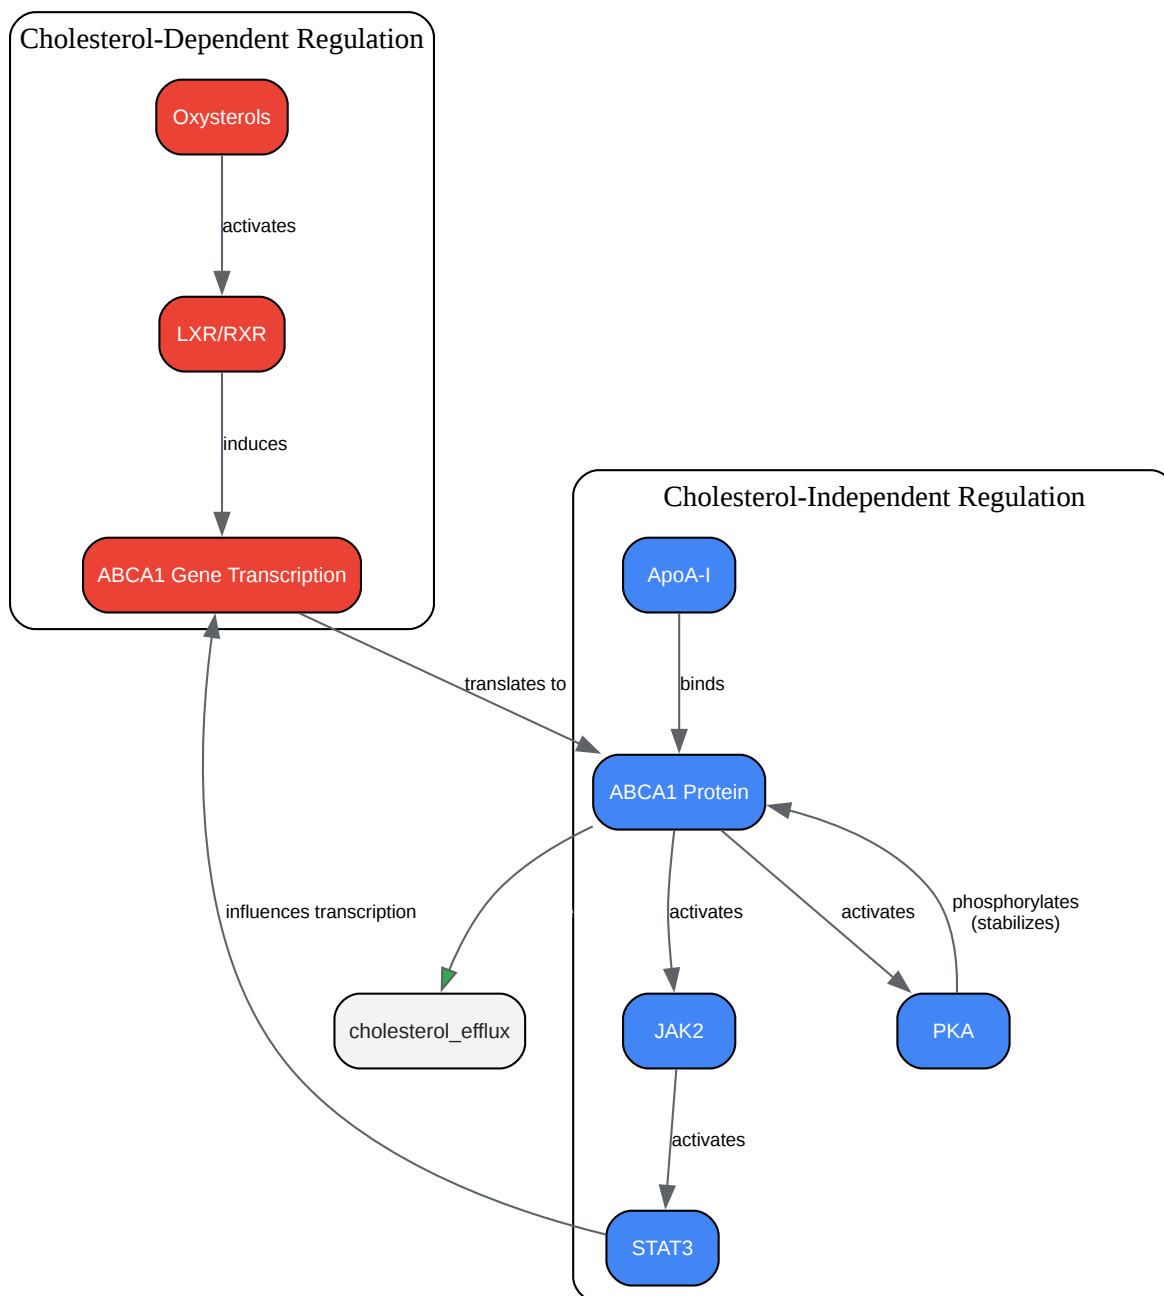 Cholesterol-Dependent Regulation
Oxysterols
activates
LXR/RXR
induces
ABCA1 Gene Transcription
Cholesterol-Independent Regulation
ApoA-I
translates to
binds
ABCA1 Protein
influences transcription
activates
activates
phosphorylates
(stabilizes)
cholesterol_efflux
JAK2
PKA
activates
STAT3